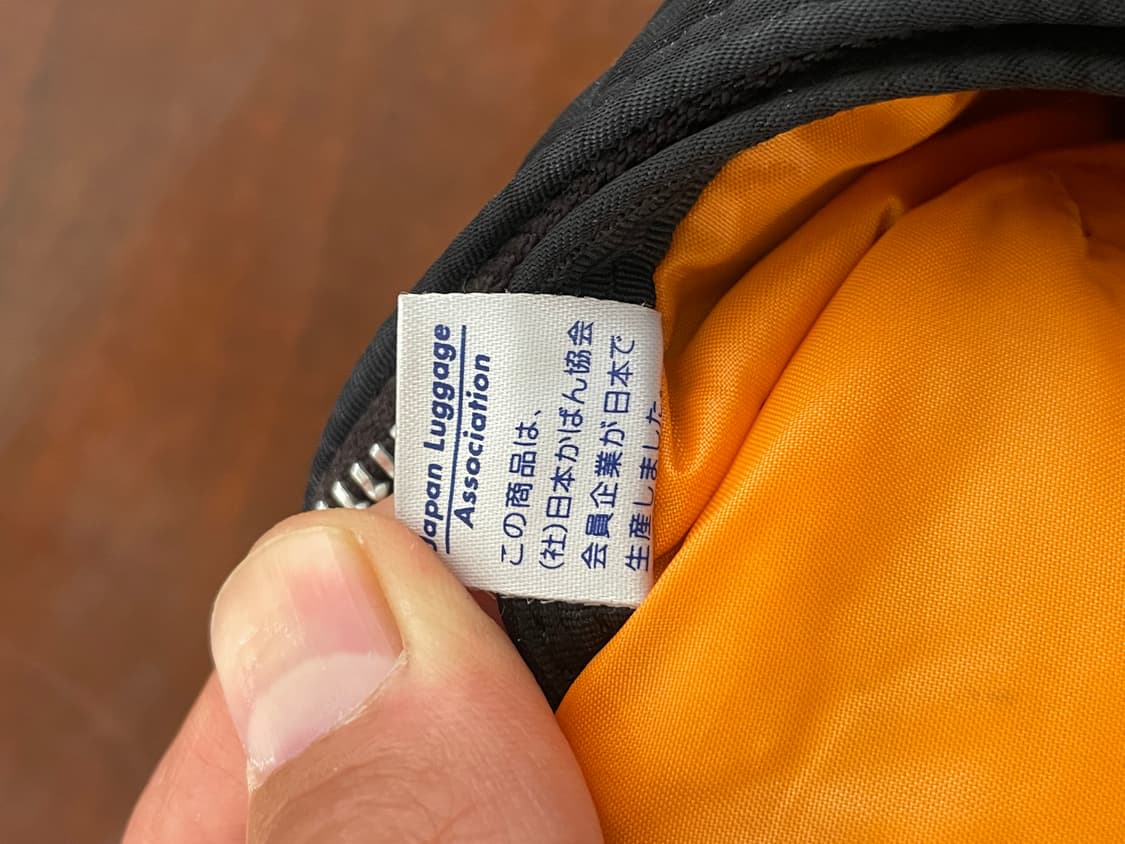 Japan Luggage
Association
この商品は、
(社)日本かばん協会
会員企業が日本で
生産しました。